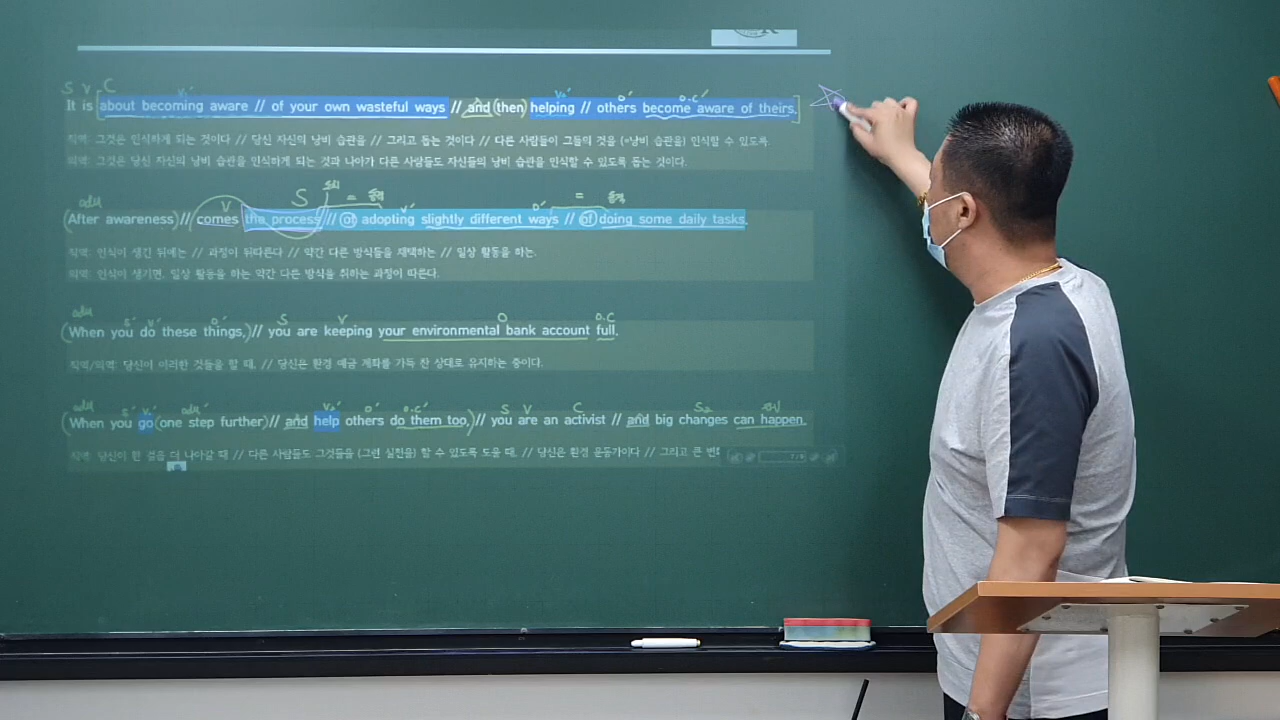 S V C V₁' V₂' O' O.C'
It is about becoming aware // of your own wasteful ways // and (then) helping // others become aware of theirs.
직역: 그것은 인식하게 되는 것이다 // 당신 자신의 낭비 습관을 // 그리고 돕는 것이다 // 다른 사람들이 그들의 것을 (=낭비 습관을) 인식할 수 있도록.
의역: 그것은 당신 자신의 낭비 습관을 인식하게 되는 것과 나아가 다른 사람들도 자신들의 낭비 습관을 인식할 수 있도록 돕는 것이다.
adv V S = 동격 V' O' = 동격
(After awareness) // comes the process // of adopting slightly different ways // of doing some daily tasks.
직역: 인식이 생긴 뒤에는 // 과정이 뒤따른다 // 약간 다른 방식들을 채택하는 // 일상 활동을 하는.
의역: 인식이 생기면, 일상 활동을 하는 약간 다른 방식을 취하는 과정이 따른다.
adv S' V' O' S V O O.C
(When you do these things,) // you are keeping your environmental bank account full.
직역/의역: 당신이 이러한 것들을 할 때, // 당신은 환경 예금 계좌를 가득 찬 상태로 유지하는 중이다.
adv S' V₁' adv' V₂' O' O.C' S V C S₂
(When you go (one step further) // and help others do them too,) // you are an activist // and big changes can happen.
직역: 당신이 한 걸음 더 나아갈 때 // 다른 사람들도 그것들을 (그런 실천을) 할 수 있도록 도울 때, // 당신은 환경 운동가이다 // 그리고 큰